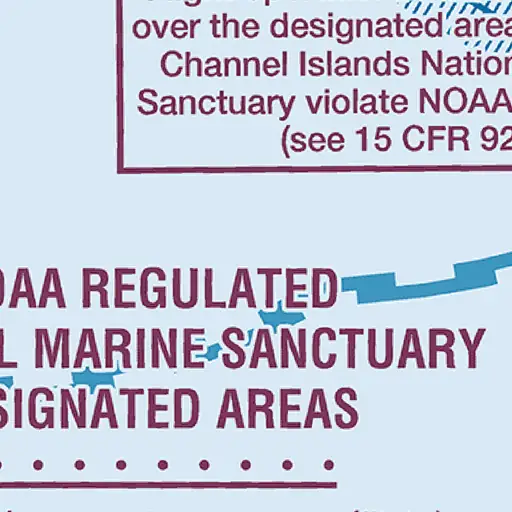 over the designated area
Channel Islands Nation
Sanctuary violate NOAA
(see 15 CFR 92
OAA REGULATED
L MARINE SANCTUARY
SIGNATED AREAS